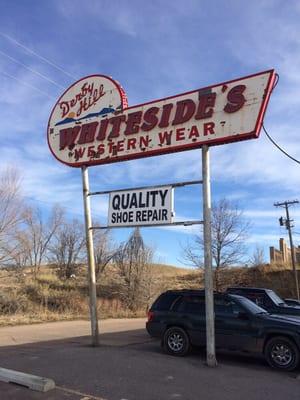 Derby Hill
WHITESIDE'S
WESTERN WEAR
QUALITY
SHOE REPAIR